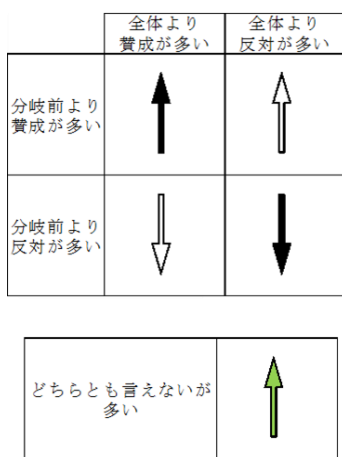 全体より
賛成が多い
全体より
反対が多い
分岐前より
賛成が多い
分岐前より
反対が多い
どちらとも言えないが
多い